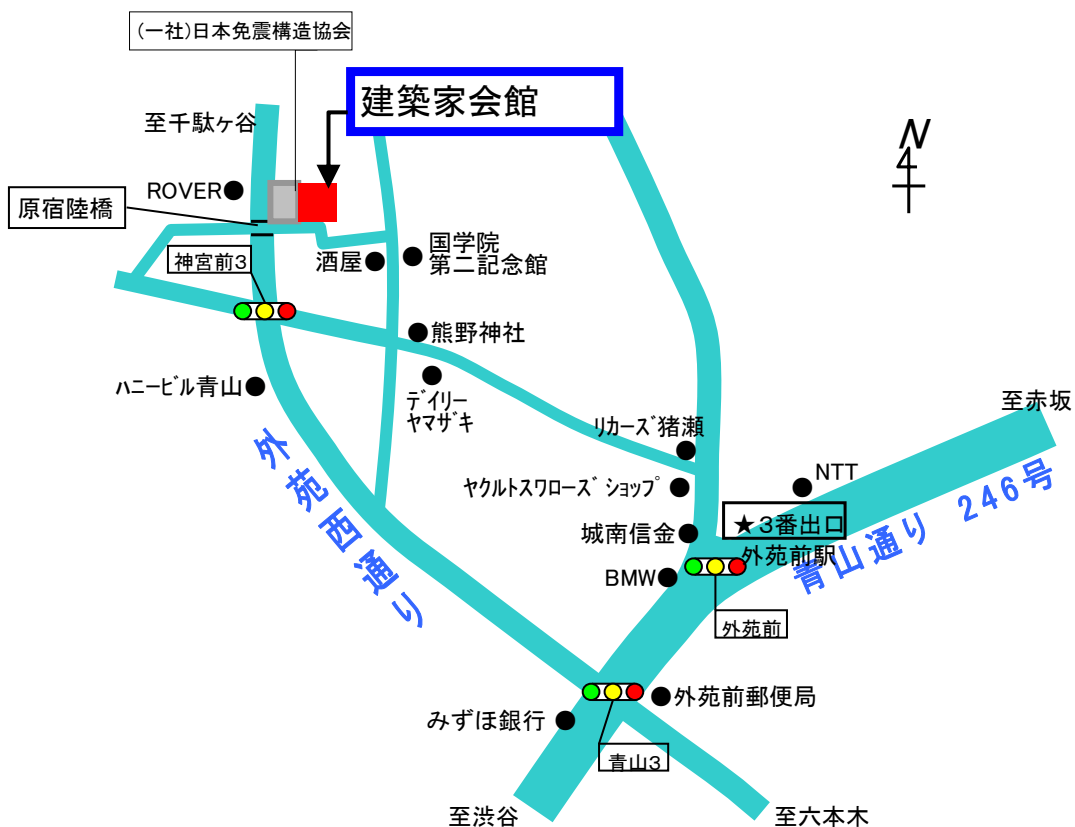 (一社)日本免震構造協会
建築家会館
至千駄ヶ谷
N
ROVER
原宿陸橋
神宮前3
酒屋
国学院
第二記念館
熊野神社
ハニービル青山
デイリー
ヤマザキ
至赤坂
リカーズ猪瀬
NTT
ヤクルトスワローズショップ
外苑西通り
★3番出口
城南信金
外苑前駅
青山通り 246号
BMW
外苑前
外苑前郵便局
みずほ銀行
青山3
至渋谷
至六本木